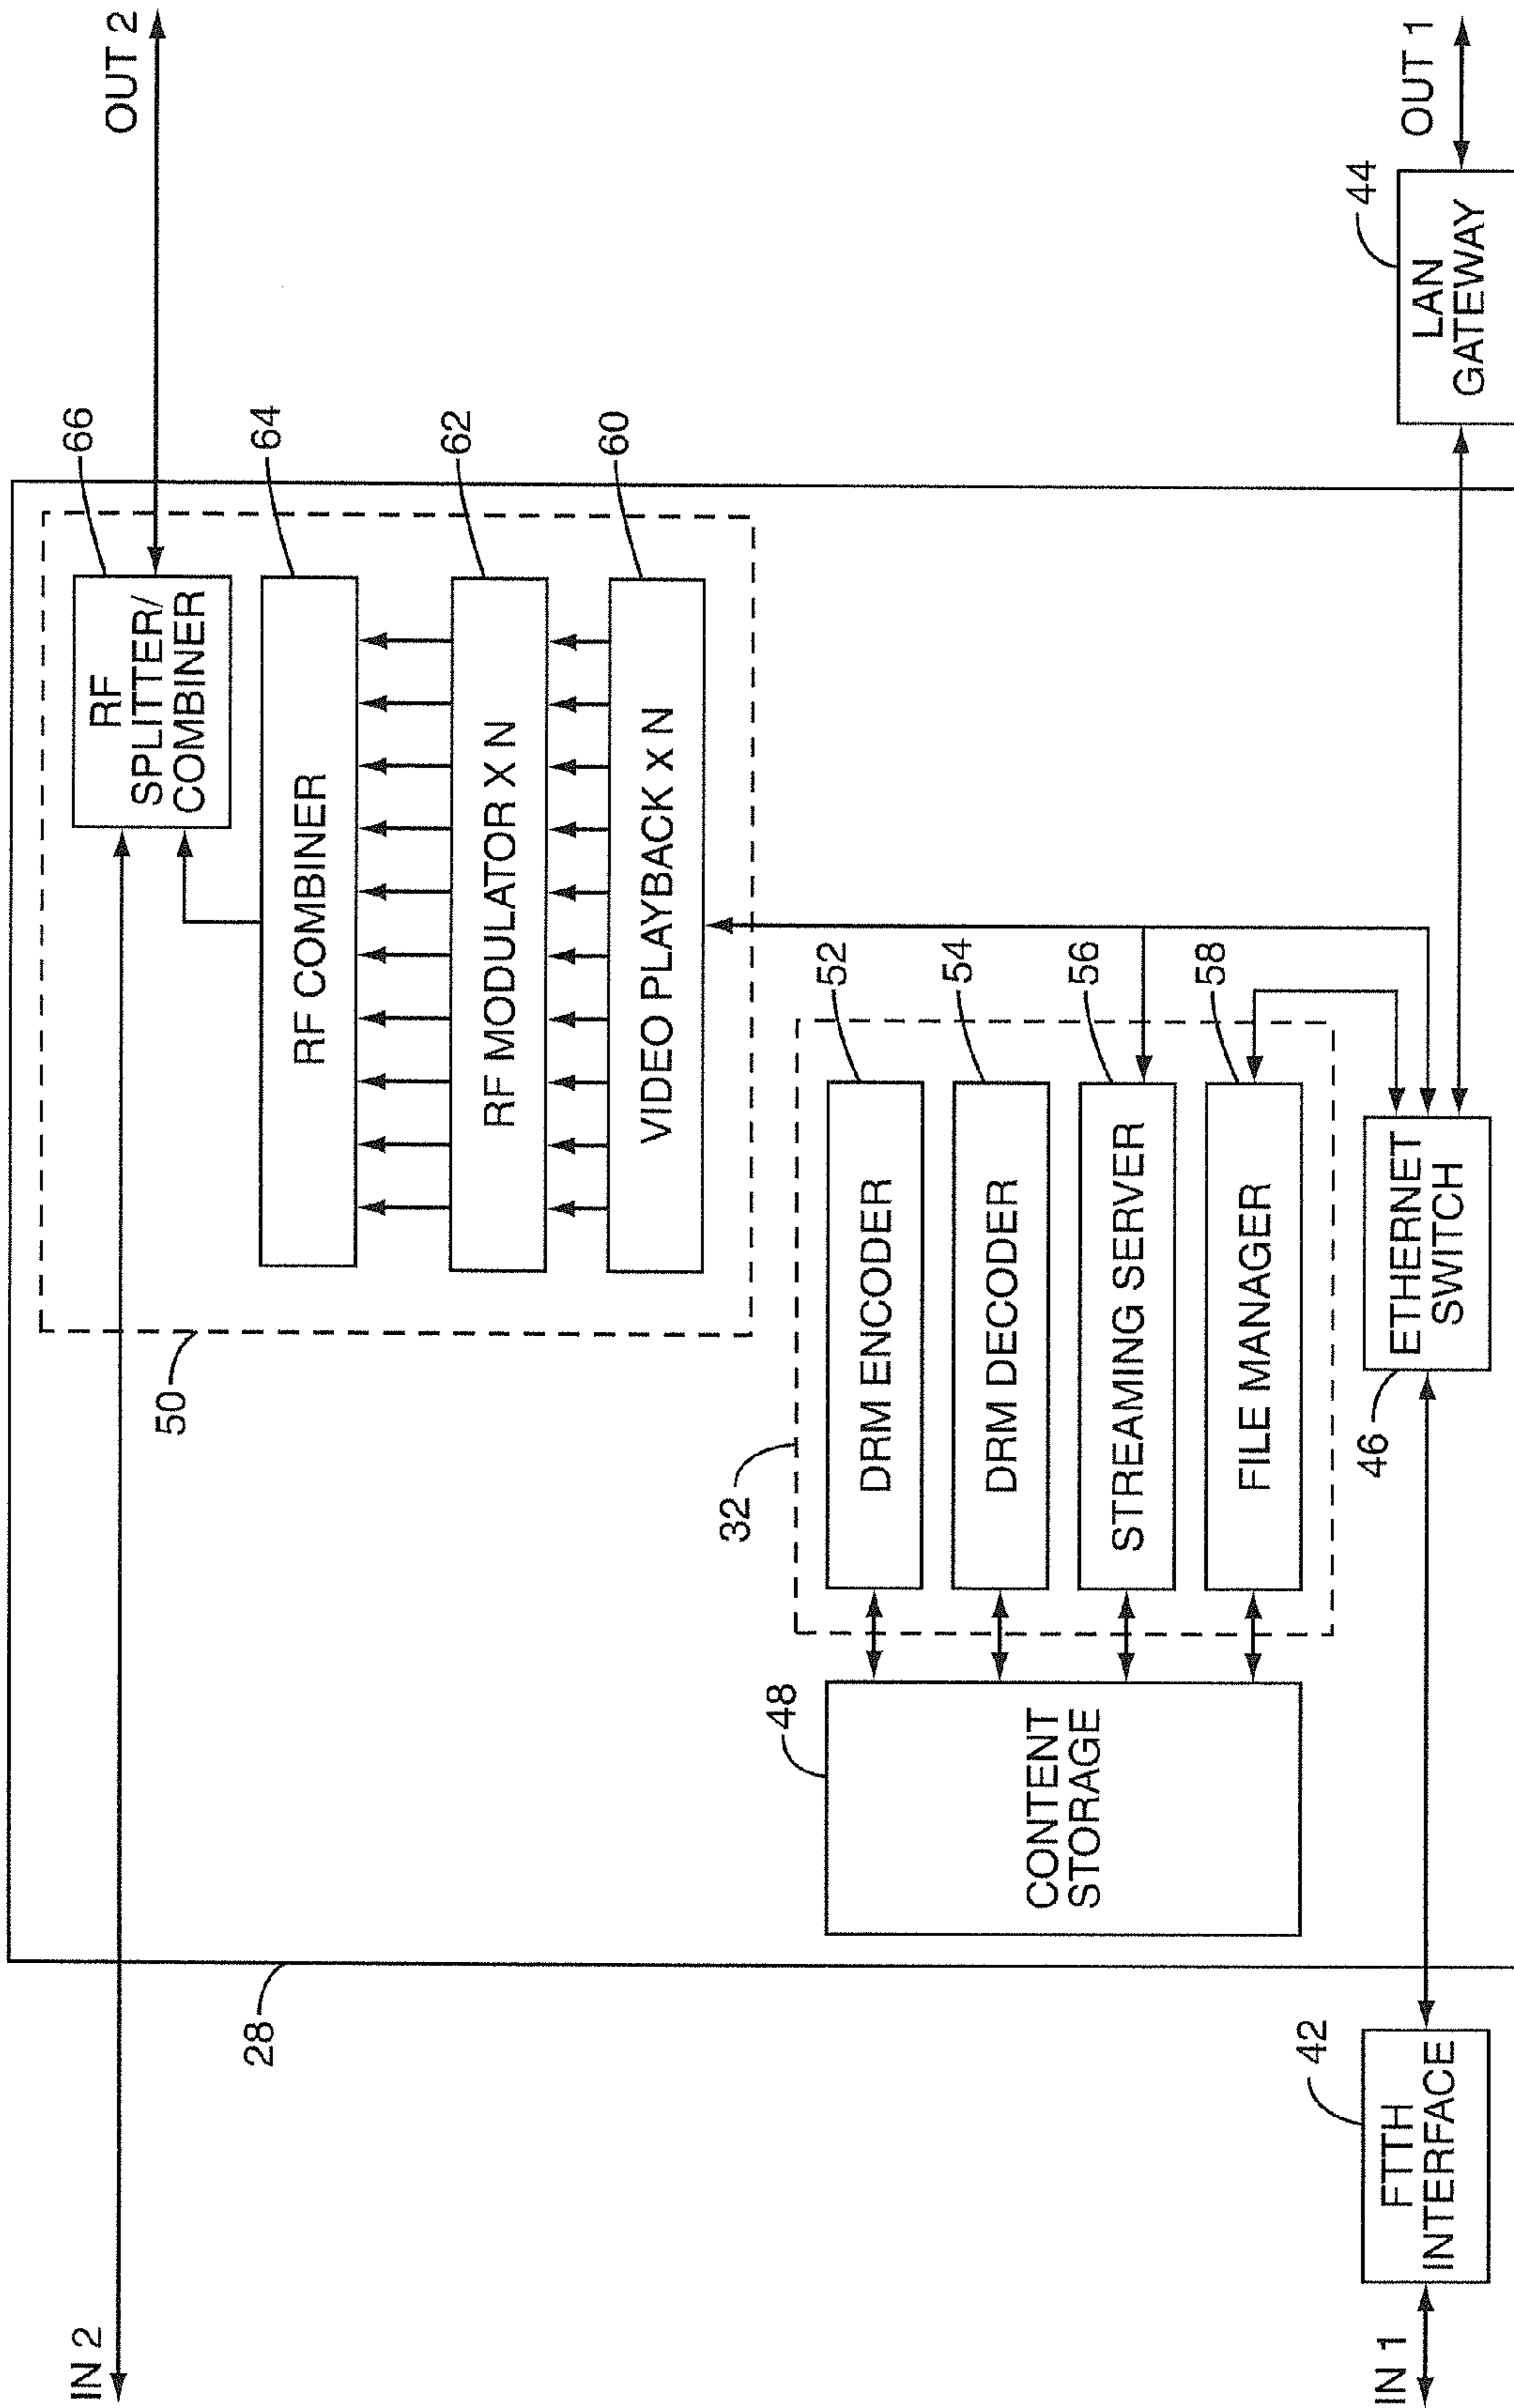 IN 2
OUT 2
66
RF
SPLITTER/
COMBINER
64
RF COMBINER
62
RF MODULATOR X N
60
VIDEO PLAYBACK x N
50
28
32
52
DRM ENCODER
54
DRM DECODER
56
STREAMING SERVER
58
FILE MANAGER
48
CONTENT
STORAGE
IN 1
42
FTTH
INTERFACE
46
ETHERNET
SWITCH
44
LAN
GATEWAY
OUT 1